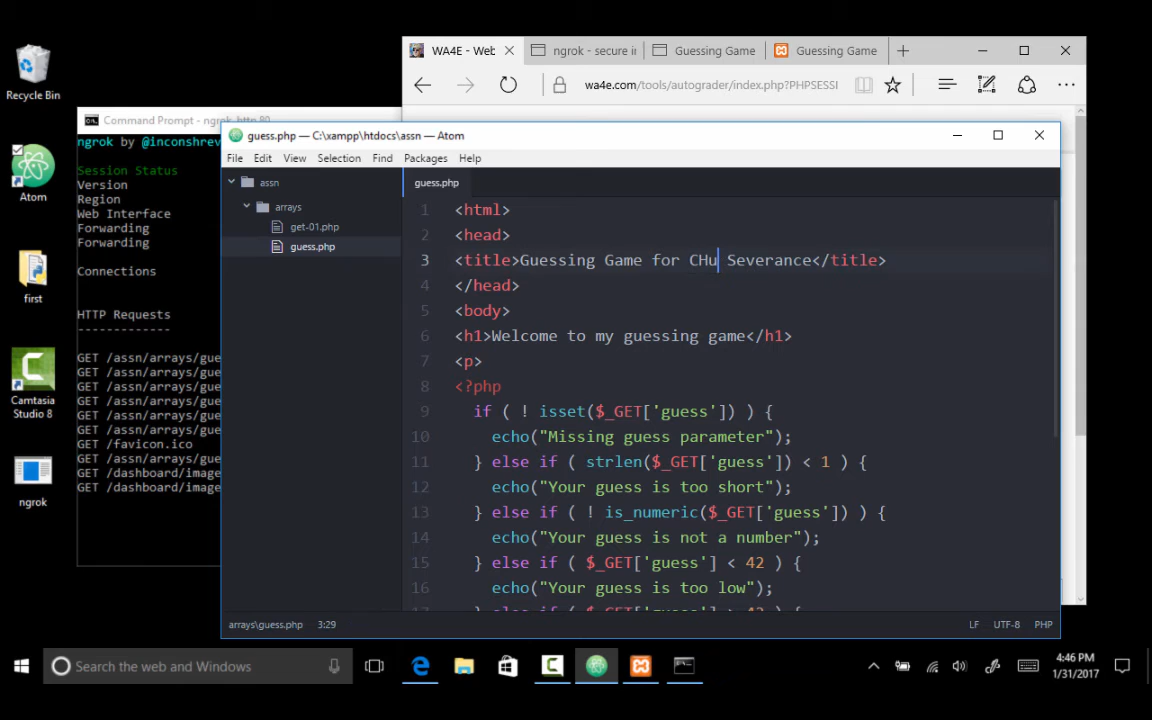 Recycle Bin
Atom
first
Camtasia
Studio 8
ngrok
Command Prompt - ngrok http 80
ngrok by @inconshrev
Session Status
Version
Region
Web Interface
Forwarding
Forwarding
Connections
HTTP Requests
-------------
GET /assn/arrays/gue
GET /assn/arrays/gue
GET /assn/arrays/gue
GET /assn/arrays/gue
GET /assn/arrays/gue
GET /assn/arrays/gue
GET /favicon.ico
GET /assn/arrays/gue
GET /dashboard/image
GET /dashboard/image
WA4E - Web
ngrok - secure in
Guessing Game
Guessing Game
wa4e.com/tools/autograder/index.php?PHPSESSI
guess.php — C:\xampp\htdocs\assn — Atom
File Edit View Selection Find Packages Help
assn
arrays
get-01.php
guess.php
guess.php
1 <html>
2 <head>
3 <title>Guessing Game for CHu Severance</title>
4 </head>
5 <body>
6 <h1>Welcome to my guessing game</h1>
7 <p>
8 <?php
9 if ( ! isset($_GET['guess']) ) {
10 echo("Missing guess parameter");
11 } else if ( strlen($_GET['guess']) < 1 ) {
12 echo("Your guess is too short");
13 } else if ( ! is_numeric($_GET['guess']) ) {
14 echo("Your guess is not a number");
15 } else if ( $_GET['guess'] < 42 ) {
16 echo("Your guess is too low");
17 } else if ( $_GET['guess'] > 42 ) {
arrays\guess.php 3:29
LF UTF-8 PHP
Search the web and Windows
4:46 PM
1/31/2017